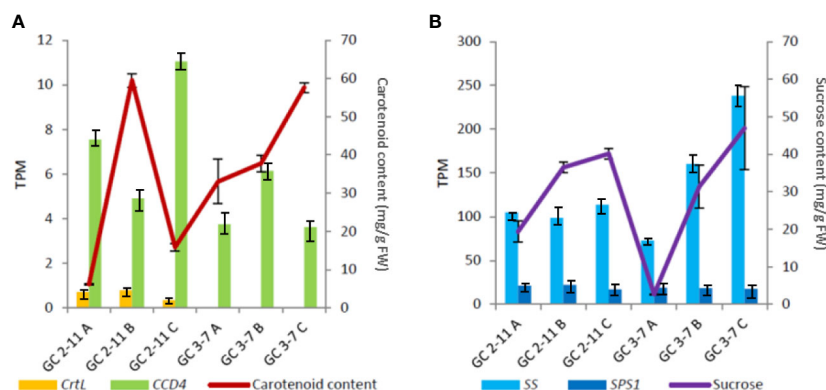 A
TPM
12
10
8
6
4
2
0
70
60
50
40
30
20
10
0
Carotenoid content (mg/g FW)
GC 2-11 A
GC 2-11 B
GC 2-11 C
GC 3-7 A
GC 3-7 B
GC 3-7 C
CrtL
CCD4
Carotenoid content
B
TPM
300
250
200
150
100
50
0
70
60
50
40
30
20
10
0
Sucrose content (mg/g FW)
GC 2-11 A
GC 2-11 B
GC 2-11 C
GC 3-7 A
GC 3-7 B
GC 3-7 C
SS
SPS1
Sucrose